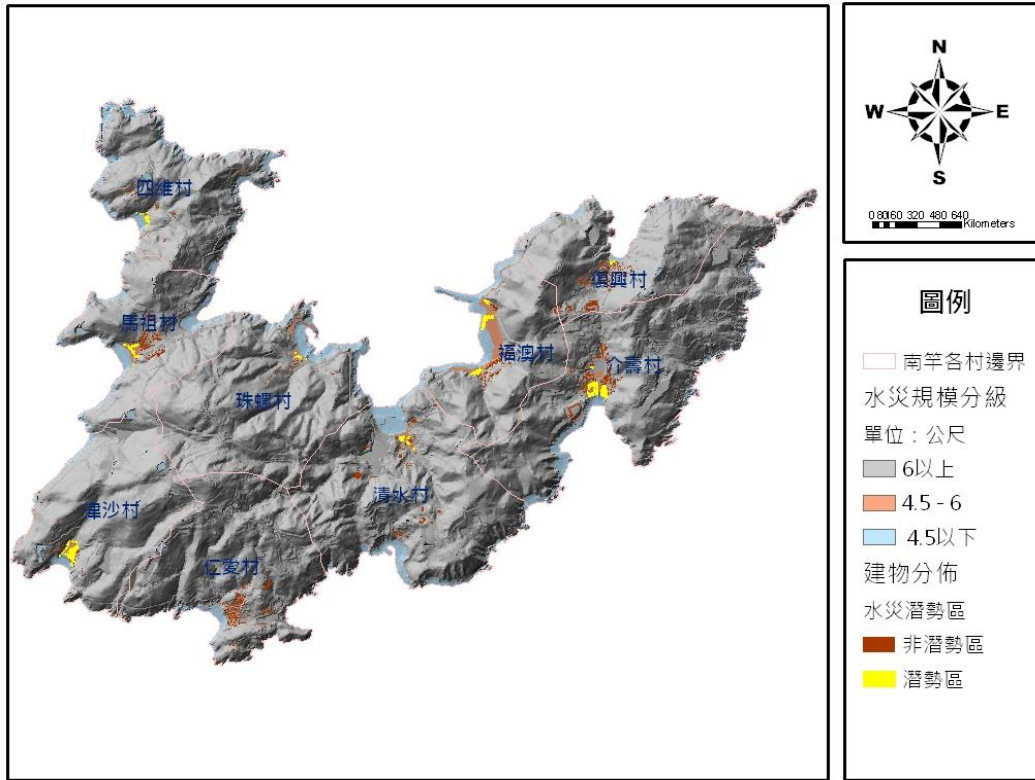 四維村
馬祖村
珠螺村
復興村
福澳村
介壽村
清水村
津沙村
仁愛村
N
W
E
S
0 80160 320 480 640
Kilometers
圖例
南竿各村邊界
水災規模分級
單位：公尺
6以上
4.5 - 6
4.5以下
建物分佈
水災潛勢區
非潛勢區
潛勢區